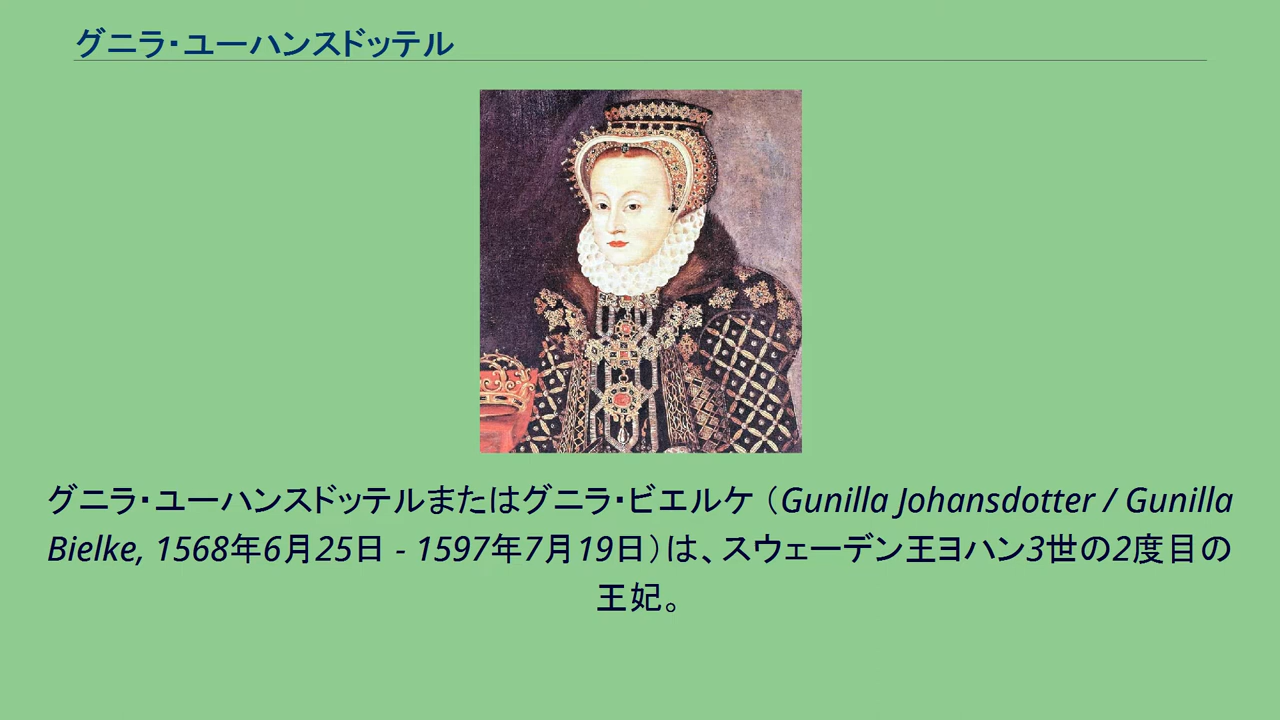 グニラ・ユーハンスドッテル
グニラ・ユーハンスドッテルまたはグニラ・ビエルケ（Gunilla Johansdotter / Gunilla
Bielke, 1568年6月25日 - 1597年7月19日）は、スウェーデン王ヨハン3世の2度目の
王妃。